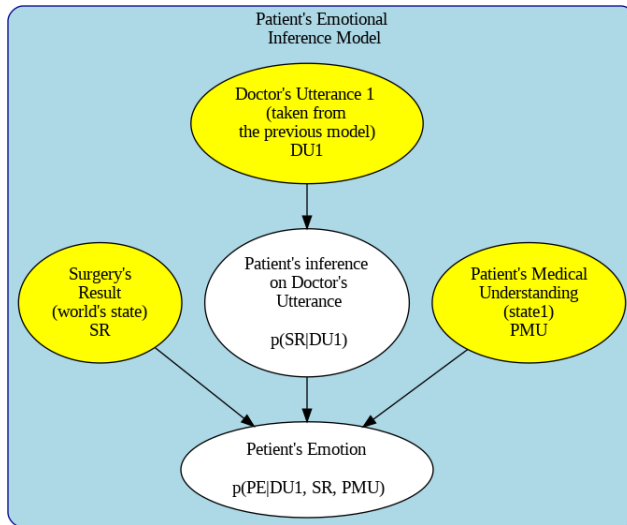 Patient's Emotional
Inference Model
Doctor's Utterance 1
(taken from
the previous model)
DU1
Surgery's
Result
(world's state)
SR
Patient's inference
on Doctor's
Utterance
p(SR|DU1)
Patient's Medical
Understanding
(state1)
PMU
Petient's Emotion
p(PE|DU1, SR, PMU)